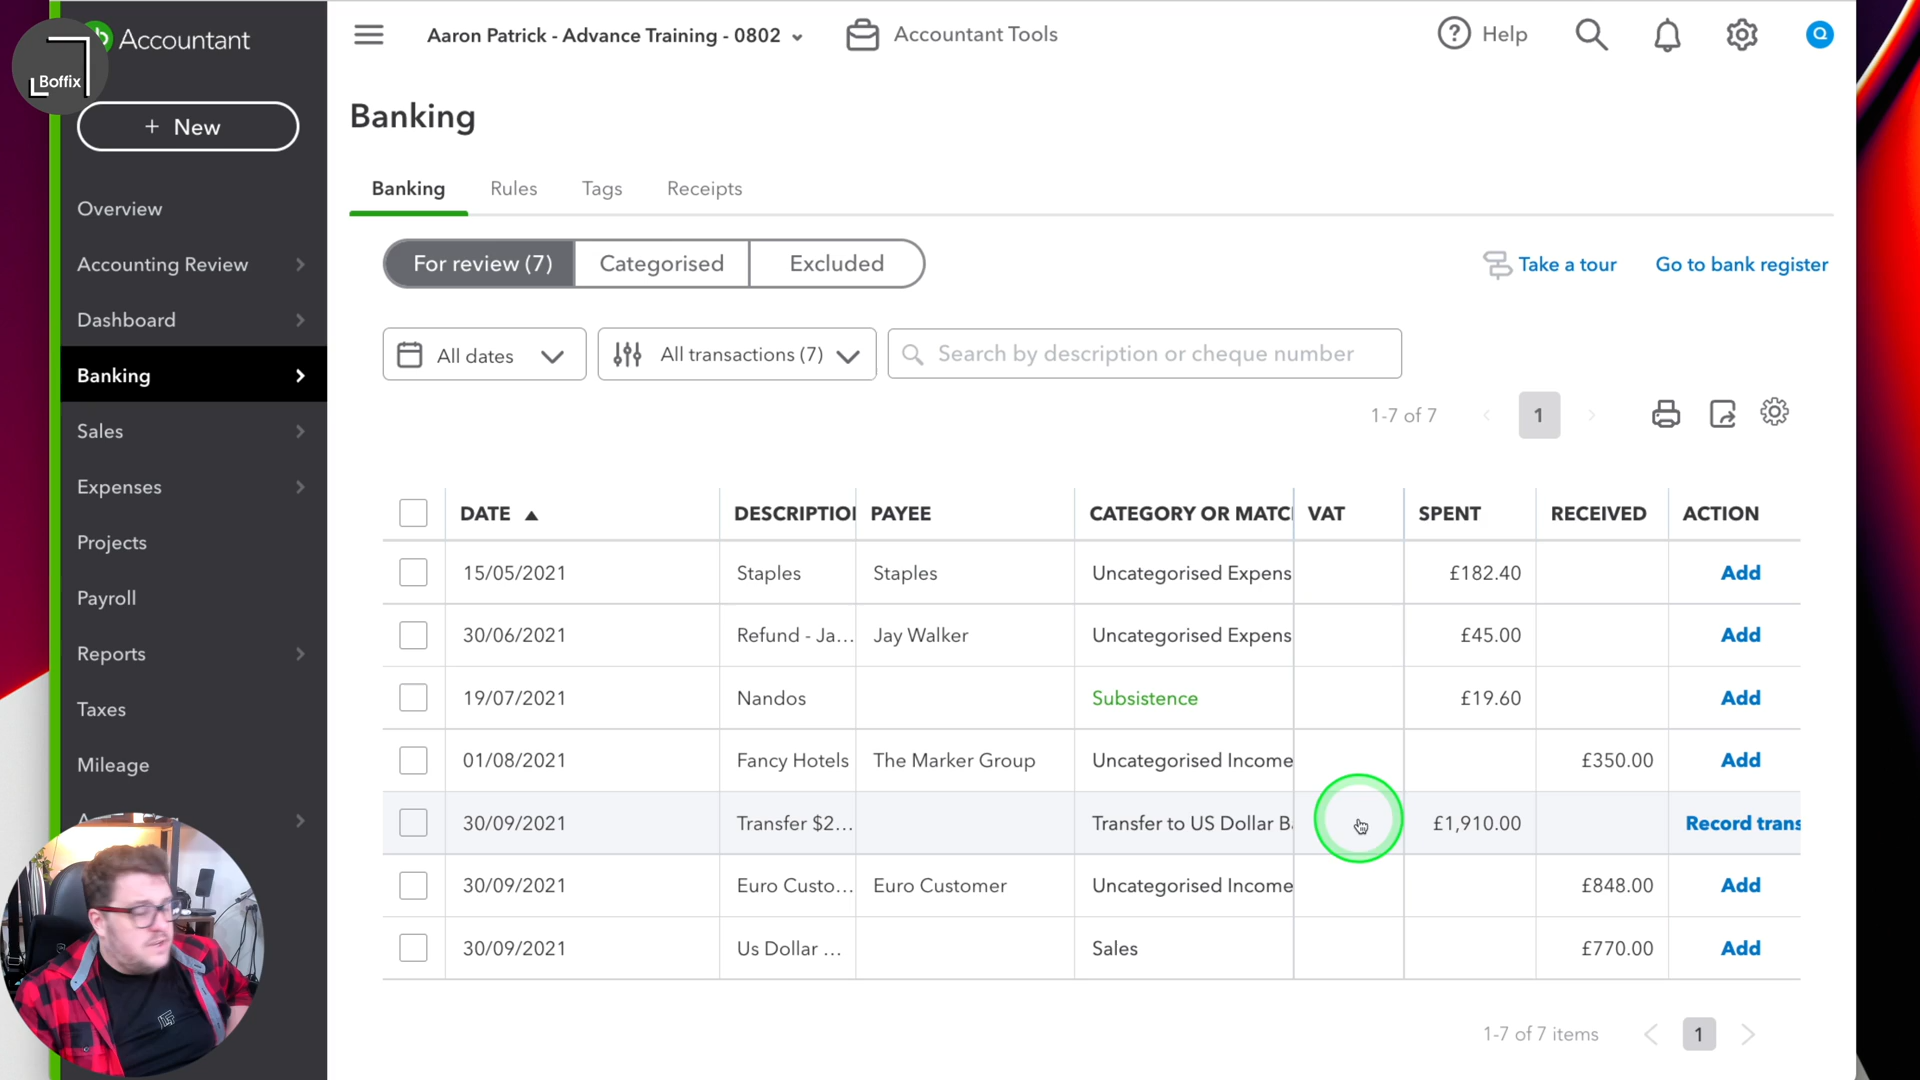 Accountant
Boffix
+ New
Overview
Accounting Review
Dashboard
Banking
Sales
Expenses
Projects
Payroll
Reports
Taxes
Mileage
Aaron Patrick - Advance Training - 0802
Accountant Tools
Help
Banking
Banking Rules Tags Receipts
For review (7) Categorised Excluded
Take a tour
Go to bank register
All dates
All transactions (7)
Search by description or cheque number
1-7 of 7 < 1 >
DATE DESCRIPTIO PAYEE CATEGORY OR MATC VAT SPENT RECEIVED ACTION
15/05/2021 Staples Staples Uncategorised Expens £182.40 Add
30/06/2021 Refund - Ja... Jay Walker Uncategorised Expens £45.00 Add
19/07/2021 Nandos Subsistence £19.60 Add
01/08/2021 Fancy Hotels The Marker Group Uncategorised Income £350.00 Add
30/09/2021 Transfer $2... Transfer to US Dollar B £1,910.00 Record trans
30/09/2021 Euro Custo... Euro Customer Uncategorised Income £848.00 Add
30/09/2021 Us Dollar ... Sales £770.00 Add
1-7 of 7 items < 1 >